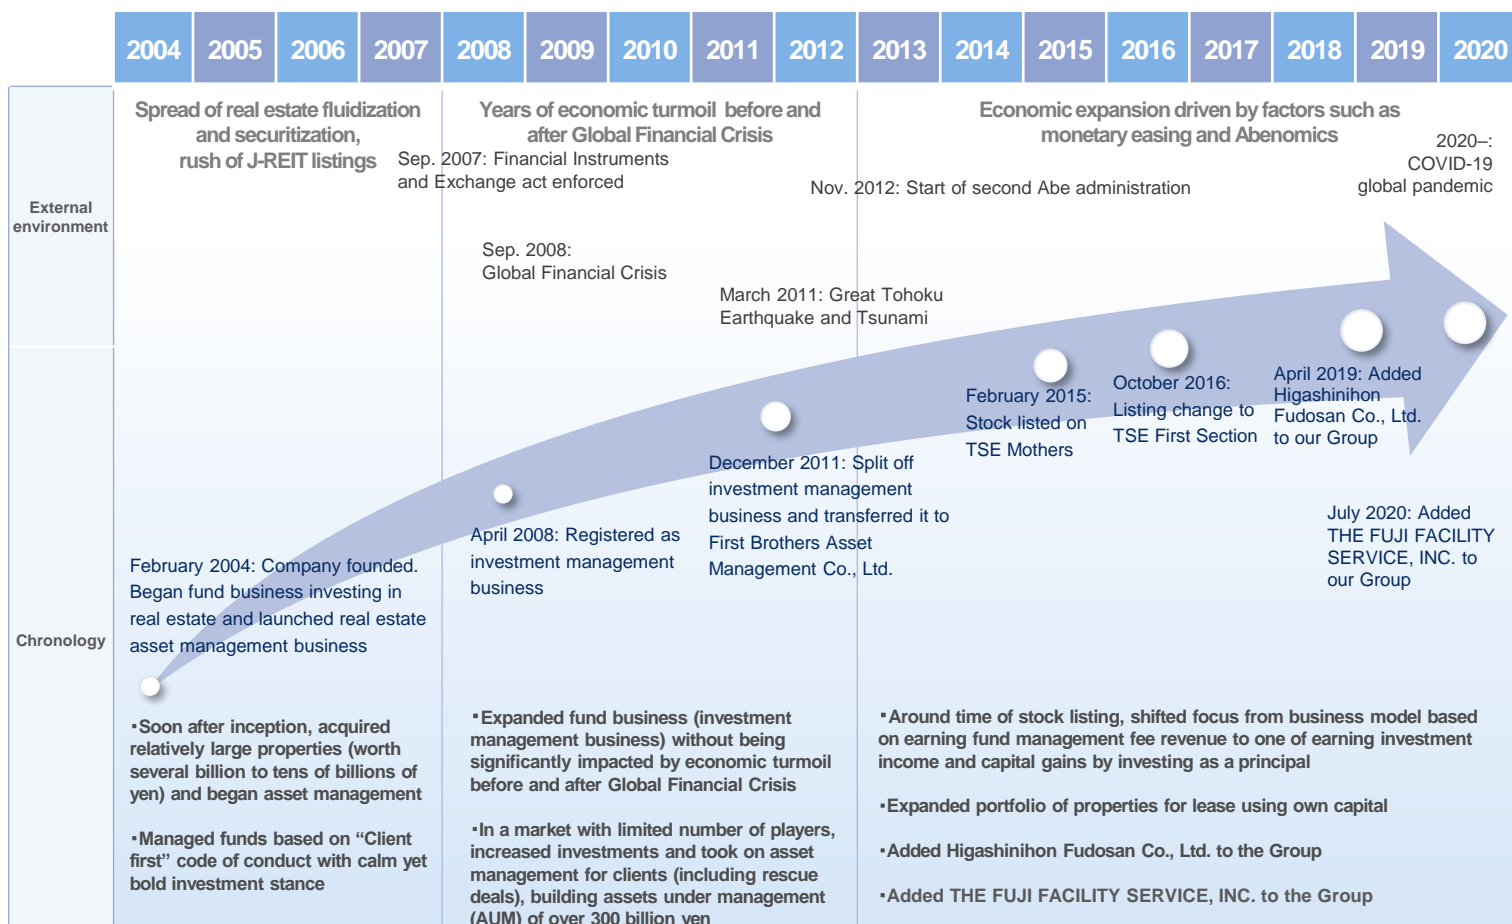 2004 2005 2006 2007 2008 2009 2010 2011 2012 2013 2014 2015 2016 2017 2018 2019 2020
External
environment
Spread of real estate fluidization
and securitization,
rush of J-REIT listings
Years of economic turmoil before and
after Global Financial Crisis
Economic expansion driven by factors such as
monetary easing and Abenomics
Sep. 2007: Financial Instruments
and Exchange act enforced
Sep. 2008:
Global Financial Crisis
March 2011: Great Tohoku
Earthquake and Tsunami
Nov. 2012: Start of second Abe administration
2020–:
COVID-19
global pandemic
Chronology
February 2004: Company founded.
Began fund business investing in
real estate and launched real estate
asset management business
April 2008: Registered as
investment management
business
December 2011: Split off
investment management
business and transferred it to
First Brothers Asset
Management Co., Ltd.
February 2015:
Stock listed on
TSE Mothers
October 2016:
Listing change to
TSE First Section
April 2019: Added
Higashinihon
Fudosan Co., Ltd.
to our Group
July 2020: Added
THE FUJI FACILITY
SERVICE, INC. to
our Group
・Soon after inception, acquired
relatively large properties (worth
several billion to tens of billions of
yen) and began asset management
・Managed funds based on “Client
first” code of conduct with calm yet
bold investment stance
・Expanded fund business (investment
management business) without being
significantly impacted by economic turmoil
before and after Global Financial Crisis
・In a market with limited number of players,
increased investments and took on asset
management for clients (including rescue
deals), building assets under management
(AUM) of over 300 billion yen
・Around time of stock listing, shifted focus from business model based
on earning fund management fee revenue to one of earning investment
income and capital gains by investing as a principal
・Expanded portfolio of properties for lease using own capital
・Added Higashinihon Fudosan Co., Ltd. to the Group
・Added THE FUJI FACILITY SERVICE, INC. to the Group